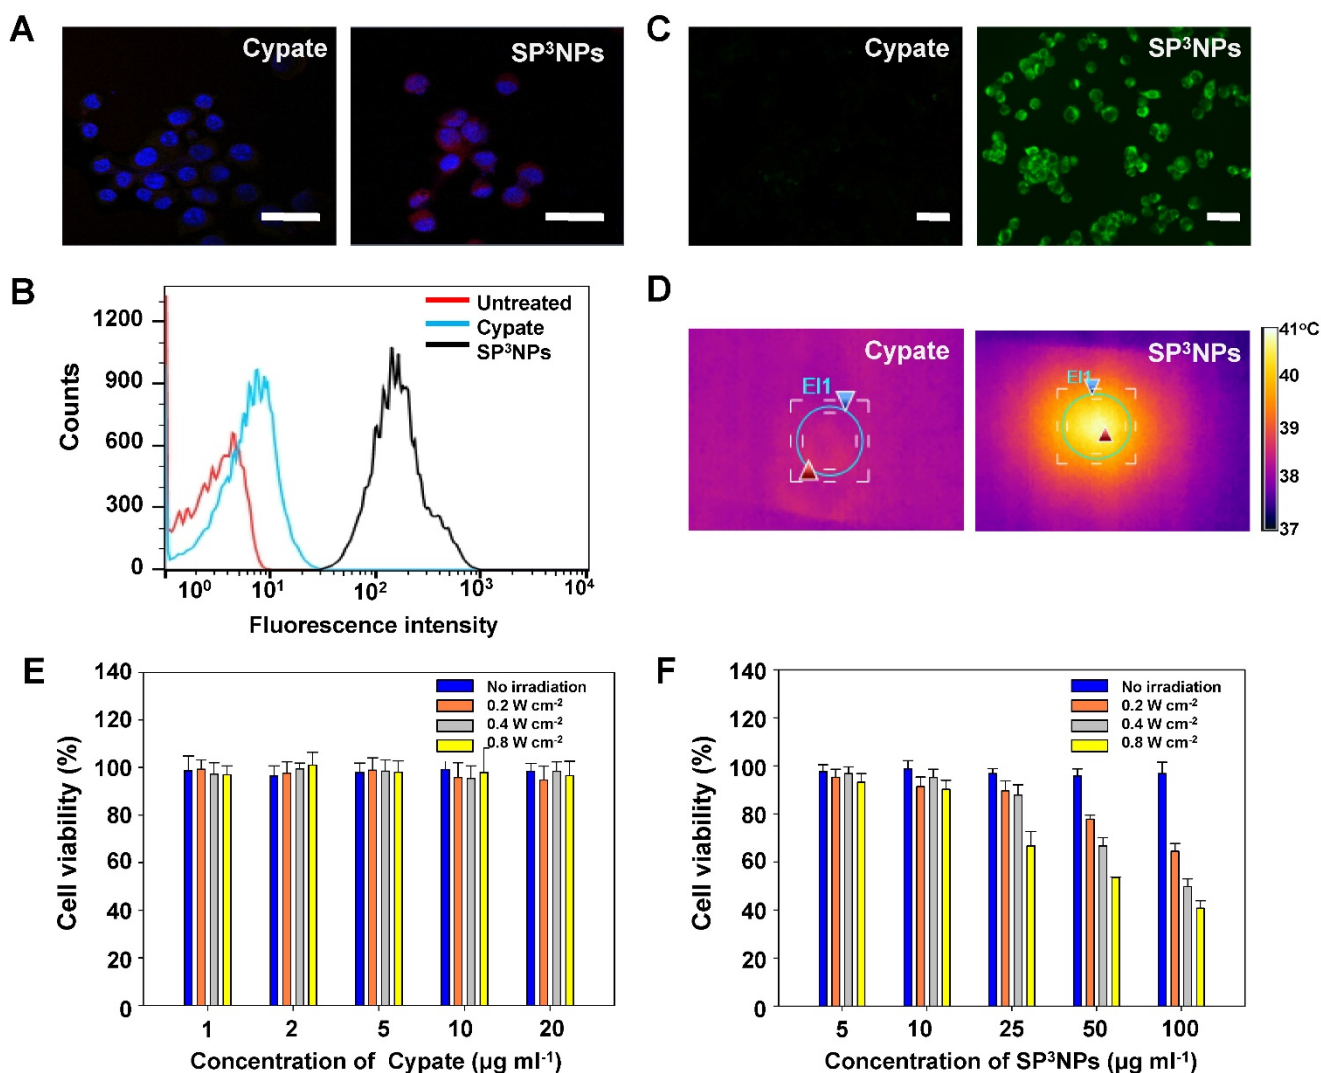 A
Cypate
SP³NPs
C
Cypate
SP³NPs
B
Counts
1200
900
600
300
0
Untreated
Cypate
SP³NPs
10⁰
10¹
10²
10³
10⁴
Fluorescence intensity
D
Cypate
El1
SP³NPs
El1
41°C
40
39
38
37
E
Cell viability (%)
140
120
100
80
60
40
20
0
No irradiation
0.2 W cm⁻²
0.4 W cm⁻²
0.8 W cm⁻²
1
2
5
10
20
Concentration of Cypate (µg ml⁻¹)
F
Cell viability (%)
140
120
100
80
60
40
20
0
No irradiation
0.2 W cm⁻²
0.4 W cm⁻²
0.8 W cm⁻²
5
10
25
50
100
Concentration of SP³NPs (µg ml⁻¹)